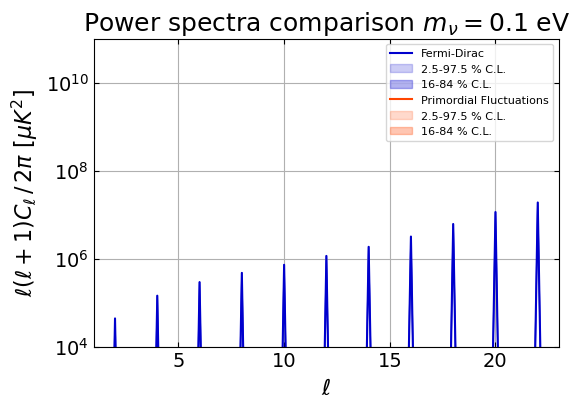 Power spectra comparison $m_\nu = 0.1$ eV
$\ell(\ell+1)C_\ell / 2\pi$ $[\mu K^2]$
$10^{10}$
$10^8$
$10^6$
$10^4$
Fermi-Dirac
2.5-97.5 % C.L.
16-84 % C.L.
Primordial Fluctuations
2.5-97.5 % C.L.
16-84 % C.L.
5 10 15 20
$\ell$